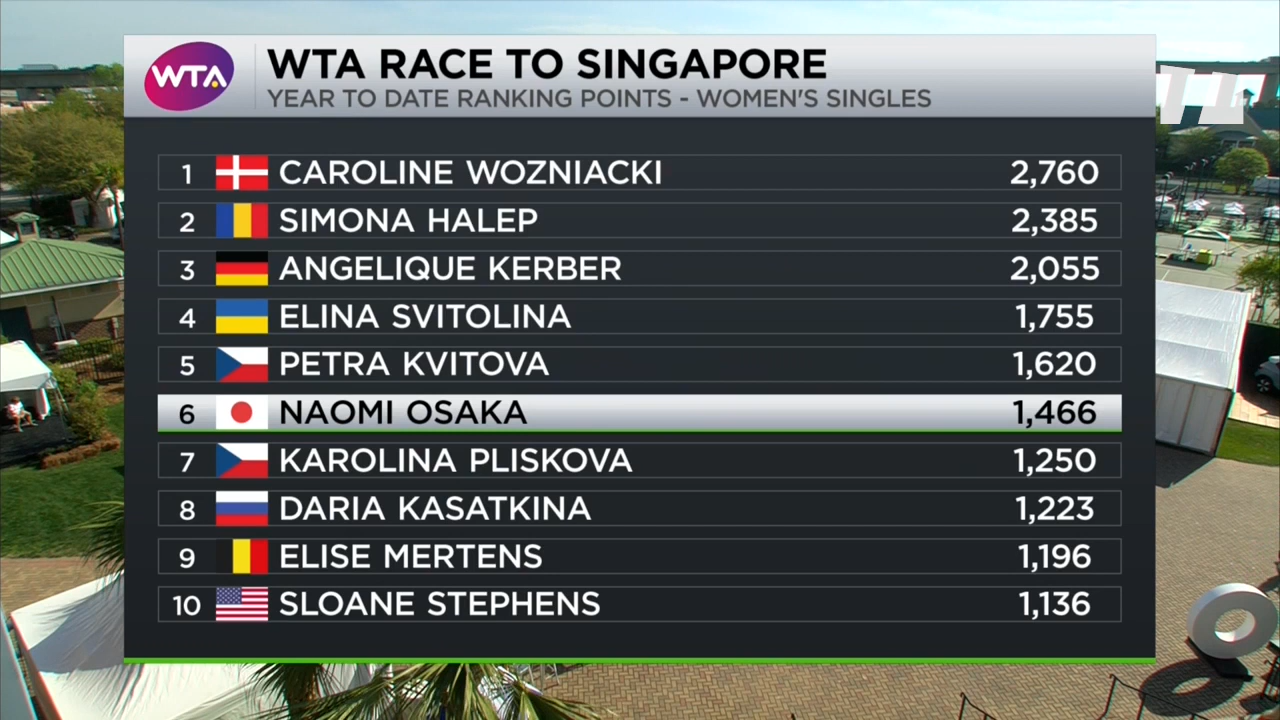 WTA
WTA RACE TO SINGAPORE
YEAR TO DATE RANKING POINTS - WOMEN'S SINGLES
1 CAROLINE WOZNIACKI 2,760
2 SIMONA HALEP 2,385
3 ANGELIQUE KERBER 2,055
4 ELINA SVITOLINA 1,755
5 PETRA KVITOVA 1,620
6 NAOMI OSAKA 1,466
7 KAROLINA PLISKOVA 1,250
8 DARIA KASATKINA 1,223
9 ELISE MERTENS 1,196
10 SLOANE STEPHENS 1,136